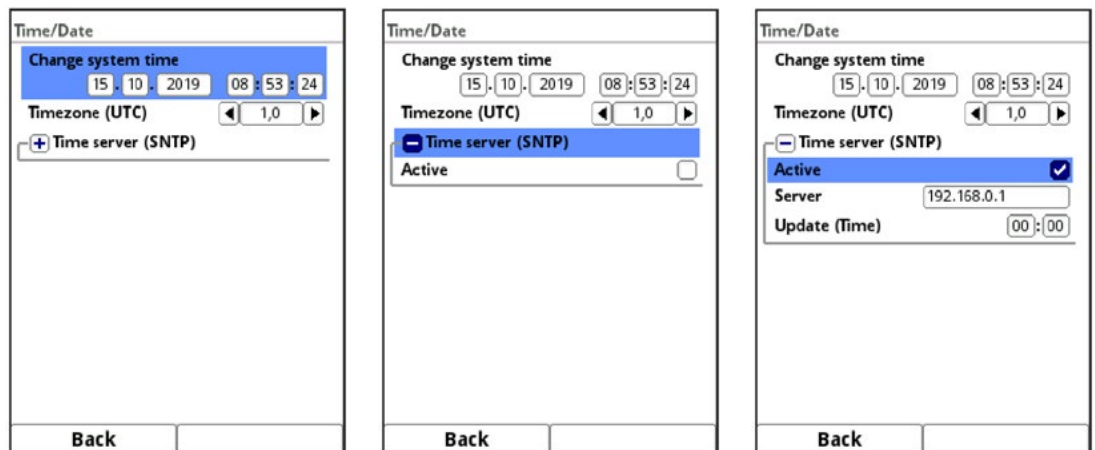 Time/Date
Change system time
15 . 10 . 2019 08 : 53 : 24
Timezone (UTC) 1,0
Time server (SNTP)
Back
Time/Date
Change system time
15 . 10 . 2019 08 : 53 : 24
Timezone (UTC) 1,0
Time server (SNTP)
Active
Back
Time/Date
Change system time
15 . 10 . 2019 08 : 53 : 24
Timezone (UTC) 1,0
Time server (SNTP)
Active
Server 192.168.0.1
Update (Time) 00 : 00
Back